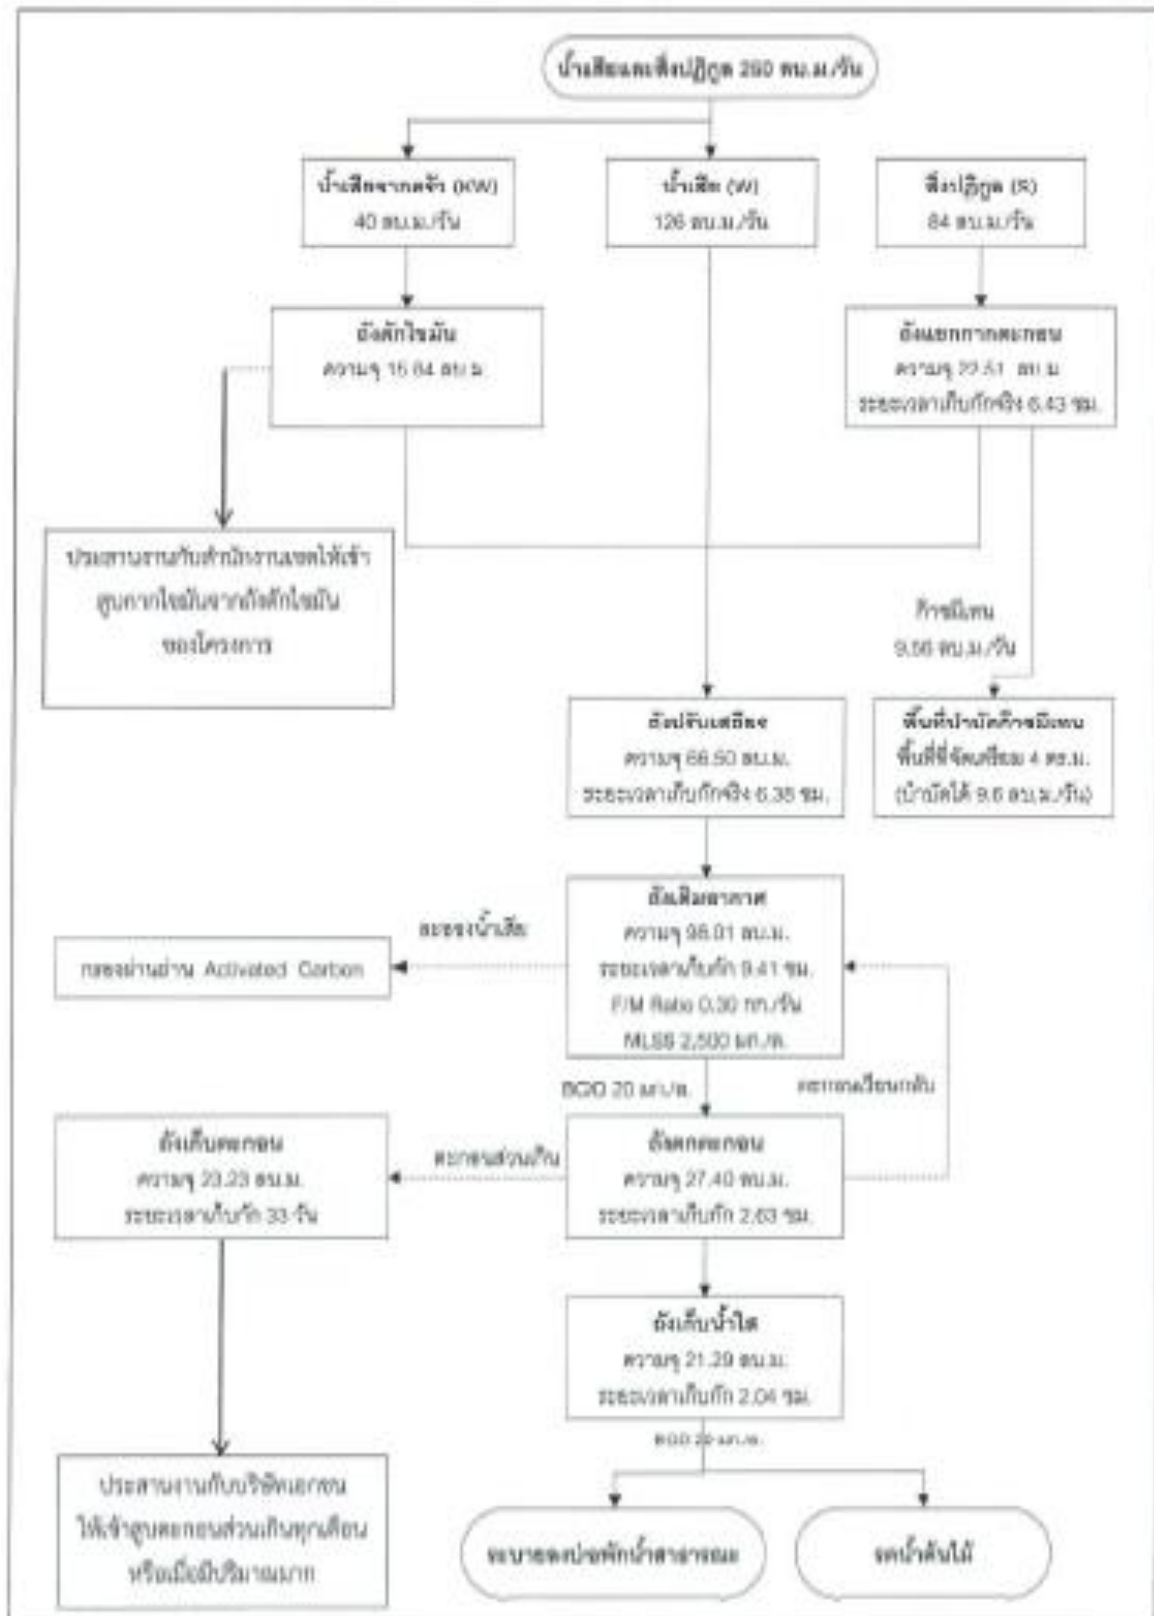 น้ำเสียและสิ่งปฏิกูล 250 ลบ.ม./วัน
น้ำเสียจากครัว (KW)
40 ลบ.ม./วัน
น้ำเสีย (W)
126 ลบ.ม./วัน
สิ่งปฏิกูล (S)
84 ลบ.ม./วัน
ถังดักไขมัน
ความจุ 15.84 ลบ.ม.
ถังแยกกากตะกอน
ความจุ 22.51 ลบ.ม
ระยะเวลาเก็บกักจริง 6.43 ชม.
ประสานงานกับสำนักงานเขตให้เข้า
สูบกากไขมันจากถังดักไขมัน
ของโครงการ
ก๊าซมีเทน
9.56 ลบ.ม./วัน
ถังปรับเสถียร
ความจุ 66.50 ลบ.ม.
ระยะเวลาเก็บกักจริง 6.38 ชม.
พื้นที่บำบัดก๊าซมีเทน
พื้นที่ที่จัดเตรียม 4 ตร.ม.
(บำบัดได้ 9.6 ลบ.ม./วัน)
ถังเติมอากาศ
ความจุ 98.01 ลบ.ม.
ระยะเวลาเก็บกัก 9.41 ชม.
F/M Ratio 0.30 กก./วัน
MLSS 2,500 มก./ล.
ละอองน้ำเสีย
กรองผ่านถ่าน Activated Carbon
BOD 20 มก./ล.
ตะกอนเวียนกลับ
ถังเก็บตะกอน
ความจุ 23.23 ลบ.ม.
ระยะเวลาเก็บกัก 33 วัน
ตะกอนส่วนเกิน
ถังตกตะกอน
ความจุ 27.40 ลบ.ม.
ระยะเวลาเก็บกัก 2.63 ชม.
ถังเก็บน้ำใส
ความจุ 21.29 ลบ.ม.
ระยะเวลาเก็บกัก 2.04 ชม.
BOD 20 มก./ล.
ประสานงานกับบริษัทเอกชน
ให้เข้าสูบตะกอนส่วนเกินทุกเดือน
หรือเมื่อมีปริมาณมาก
ระบายลงบ่อพักน้ำสาธารณะ
รดน้ำต้นไม้